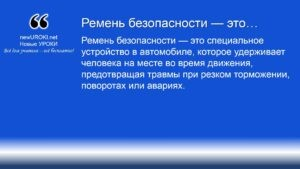 newUROKI.net
Новые УРОКИ
Всё для учителя – всё бесплатно!
Ремень безопасности — это…
Ремень безопасности — это специальное
устройство в автомобиле, которое удерживает
человека на месте во время движения,
предотвращая травмы при резком торможении,
поворотах или авариях.